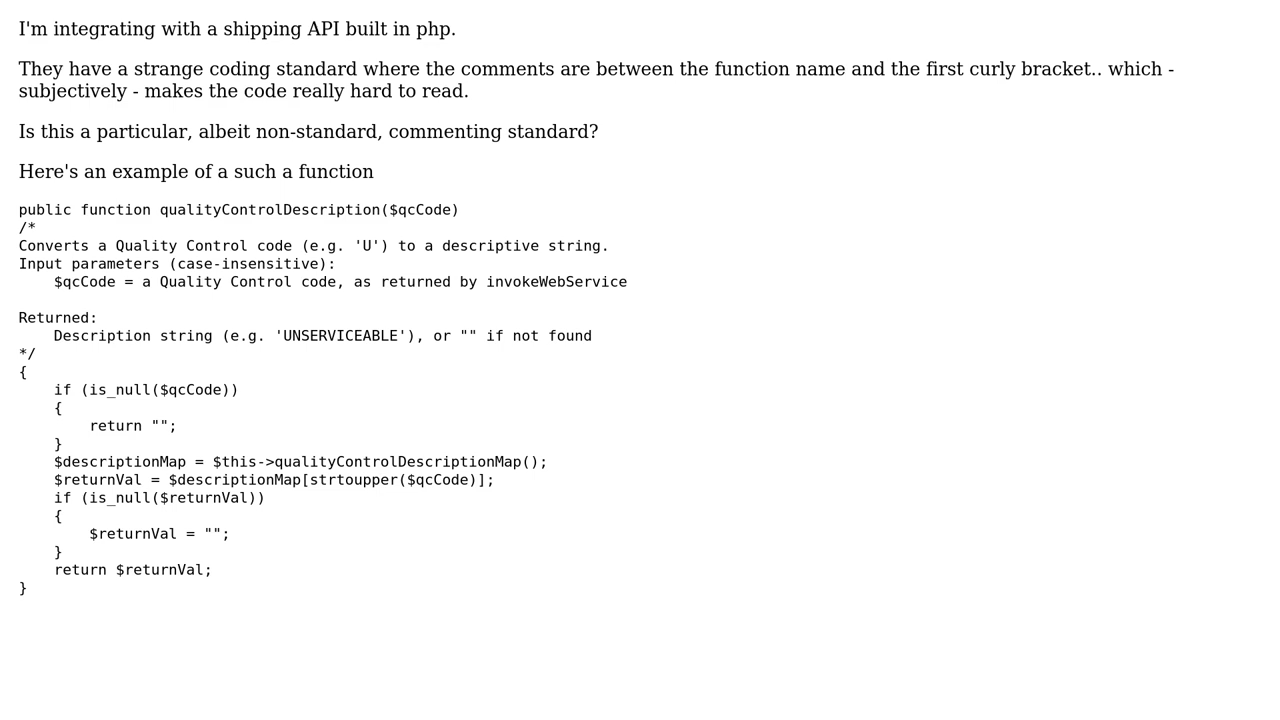 I'm integrating with a shipping API built in php.
They have a strange coding standard where the comments are between the function name and the first curly bracket.. which -
subjectively - makes the code really hard to read.
Is this a particular, albeit non-standard, commenting standard?
Here's an example of a such a function
public function qualityControlDescription($qcCode)
/*
Converts a Quality Control code (e.g. 'U') to a descriptive string.
Input parameters (case-insensitive):
    $qcCode = a Quality Control code, as returned by invokeWebService

Returned:
    Description string (e.g. 'UNSERVICEABLE'), or "" if not found
*/
{
    if (is_null($qcCode))
    {
        return "";
    }
    $descriptionMap = $this->qualityControlDescriptionMap();
    $returnVal = $descriptionMap[strtoupper($qcCode)];
    if (is_null($returnVal))
    {
        $returnVal = "";
    }
    return $returnVal;
}